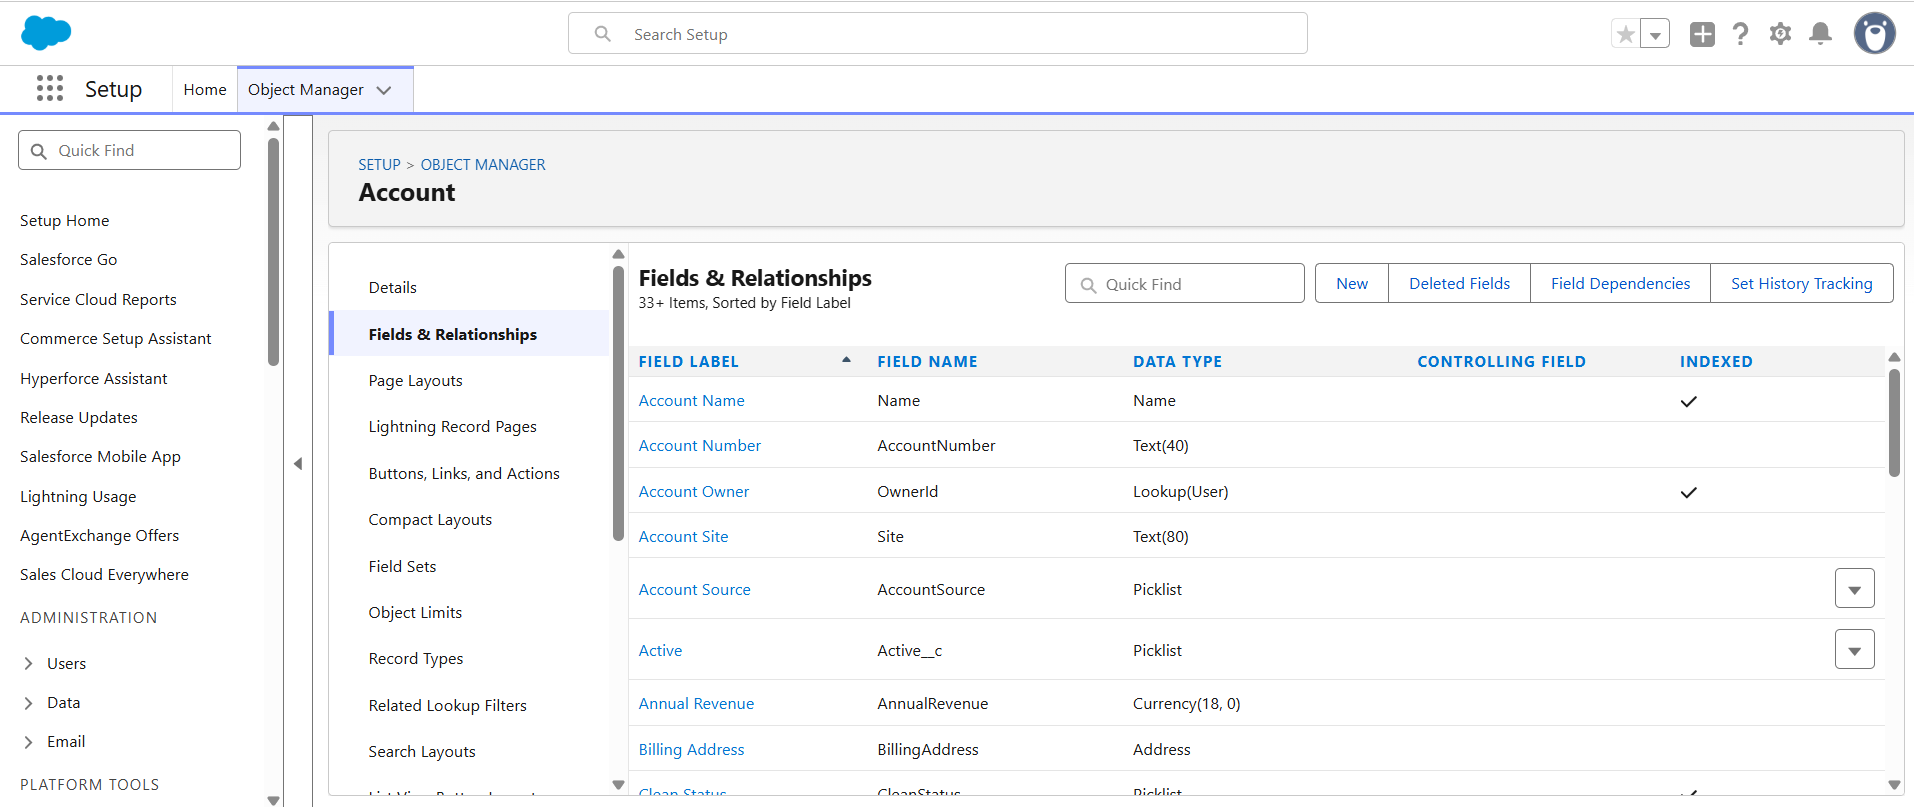 Search Setup
Setup
Home
Object Manager
Quick Find
Setup Home
Salesforce Go
Service Cloud Reports
Commerce Setup Assistant
Hyperforce Assistant
Release Updates
Salesforce Mobile App
Lightning Usage
AgentExchange Offers
Sales Cloud Everywhere
ADMINISTRATION
Users
Data
Email
PLATFORM TOOLS
SETUP > OBJECT MANAGER
Account
Details
Fields & Relationships
Page Layouts
Lightning Record Pages
Buttons, Links, and Actions
Compact Layouts
Field Sets
Object Limits
Record Types
Related Lookup Filters
Search Layouts
Fields & Relationships
33+ Items, Sorted by Field Label
Quick Find
New
Deleted Fields
Field Dependencies
Set History Tracking
FIELD LABEL FIELD NAME DATA TYPE CONTROLLING FIELD INDEXED
Account Name Name Name
Account Number AccountNumber Text(40)
Account Owner OwnerId Lookup(User)
Account Site Site Text(80)
Account Source AccountSource Picklist
Active Active__c Picklist
Annual Revenue AnnualRevenue Currency(18, 0)
Billing Address BillingAddress Address
Clean Status CleanStatus Picklist